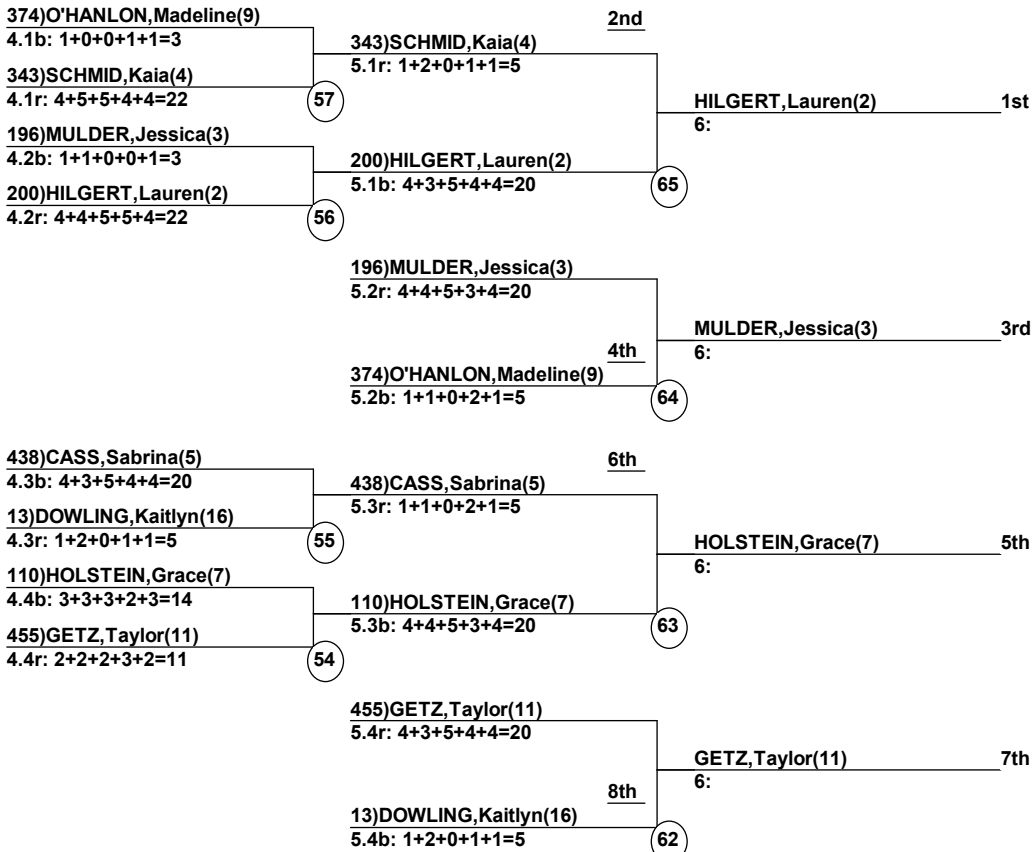 374)O'HANLON,Madeline(9)
4.1b: 1+0+0+1+1=3
343)SCHMID,Kaia(4)
4.1r: 4+5+5+4+4=22
57
196)MULDER,Jessica(3)
4.2b: 1+1+0+0+1=3
200)HILGERT,Lauren(2)
4.2r: 4+4+5+5+4=22
56
2nd
343)SCHMID,Kaia(4)
5.1r: 1+2+0+1+1=5
200)HILGERT,Lauren(2)
5.1b: 4+3+5+4+4=20
65
HILGERT,Lauren(2)
1st
6:
196)MULDER,Jessica(3)
5.2r: 4+4+5+3+4=20
4th
374)O'HANLON,Madeline(9)
5.2b: 1+1+0+2+1=5
64
MULDER,Jessica(3)
3rd
6:
438)CASS,Sabrina(5)
4.3b: 4+3+5+4+4=20
13)DOWLING,Kaitlyn(16)
4.3r: 1+2+0+1+1=5
55
110)HOLSTEIN,Grace(7)
4.4b: 3+3+3+2+3=14
455)GETZ,Taylor(11)
4.4r: 2+2+2+3+2=11
54
6th
438)CASS,Sabrina(5)
5.3r: 1+1+0+2+1=5
110)HOLSTEIN,Grace(7)
5.3b: 4+4+5+3+4=20
63
HOLSTEIN,Grace(7)
5th
6:
455)GETZ,Taylor(11)
5.4r: 4+3+5+4+4=20
8th
13)DOWLING,Kaitlyn(16)
5.4b: 1+2+0+1+1=5
62
GETZ,Taylor(11)
7th
6: